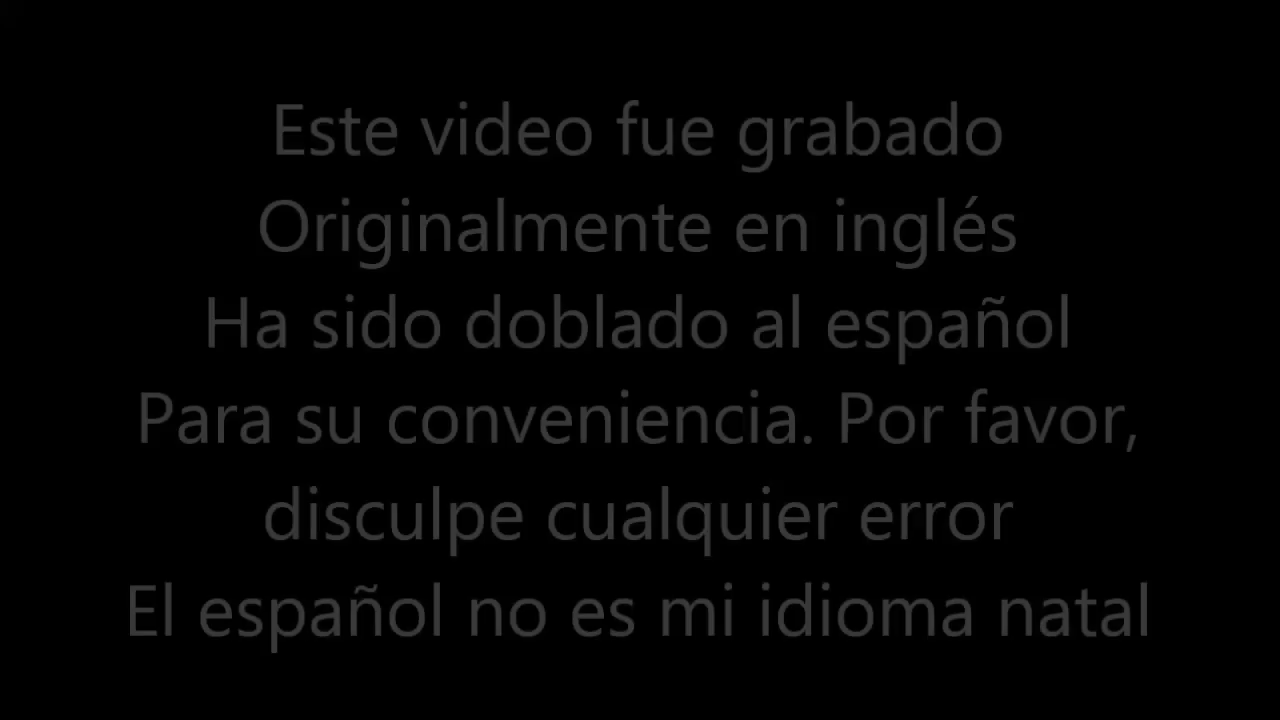 Este video fue grabado
Originalmente en inglés
Ha sido doblado al español
Para su conveniencia. Por favor,
disculpe cualquier error
El español no es mi idioma natal